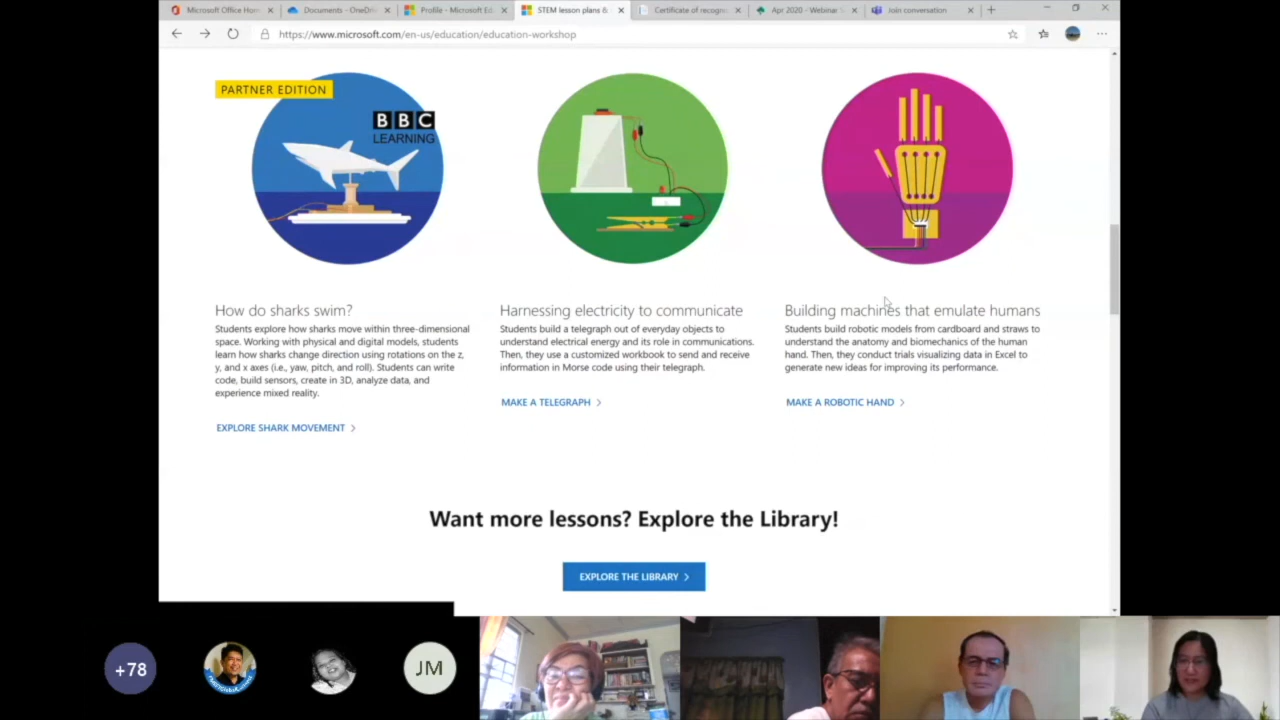 Microsoft Office Hom
Documents - OneDriv
Profile - Microsoft Edu
STEM lesson plans &
Certificate of recogni
Apr 2020 - Webinar S
Join conversation
https://www.microsoft.com/en-us/education/education-workshop
PARTNER EDITION
BBC
LEARNING
How do sharks swim?
Students explore how sharks move within three-dimensional
space. Working with physical and digital models, students
learn how sharks change direction using rotations on the z,
y, and x axes (i.e., yaw, pitch, and roll). Students can write
code, build sensors, create in 3D, analyze data, and
experience mixed reality.
EXPLORE SHARK MOVEMENT
Harnessing electricity to communicate
Students build a telegraph out of everyday objects to
understand electrical energy and its role in communications.
Then, they use a customized workbook to send and receive
information in Morse code using their telegraph.
MAKE A TELEGRAPH
Building machines that emulate humans
Students build robotic models from cardboard and straws to
understand the anatomy and biomechanics of the human
hand. Then, they conduct trials visualizing data in Excel to
generate new ideas for improving its performance.
MAKE A ROBOTIC HAND
Want more lessons? Explore the Library!
EXPLORE THE LIBRARY
+78
JM